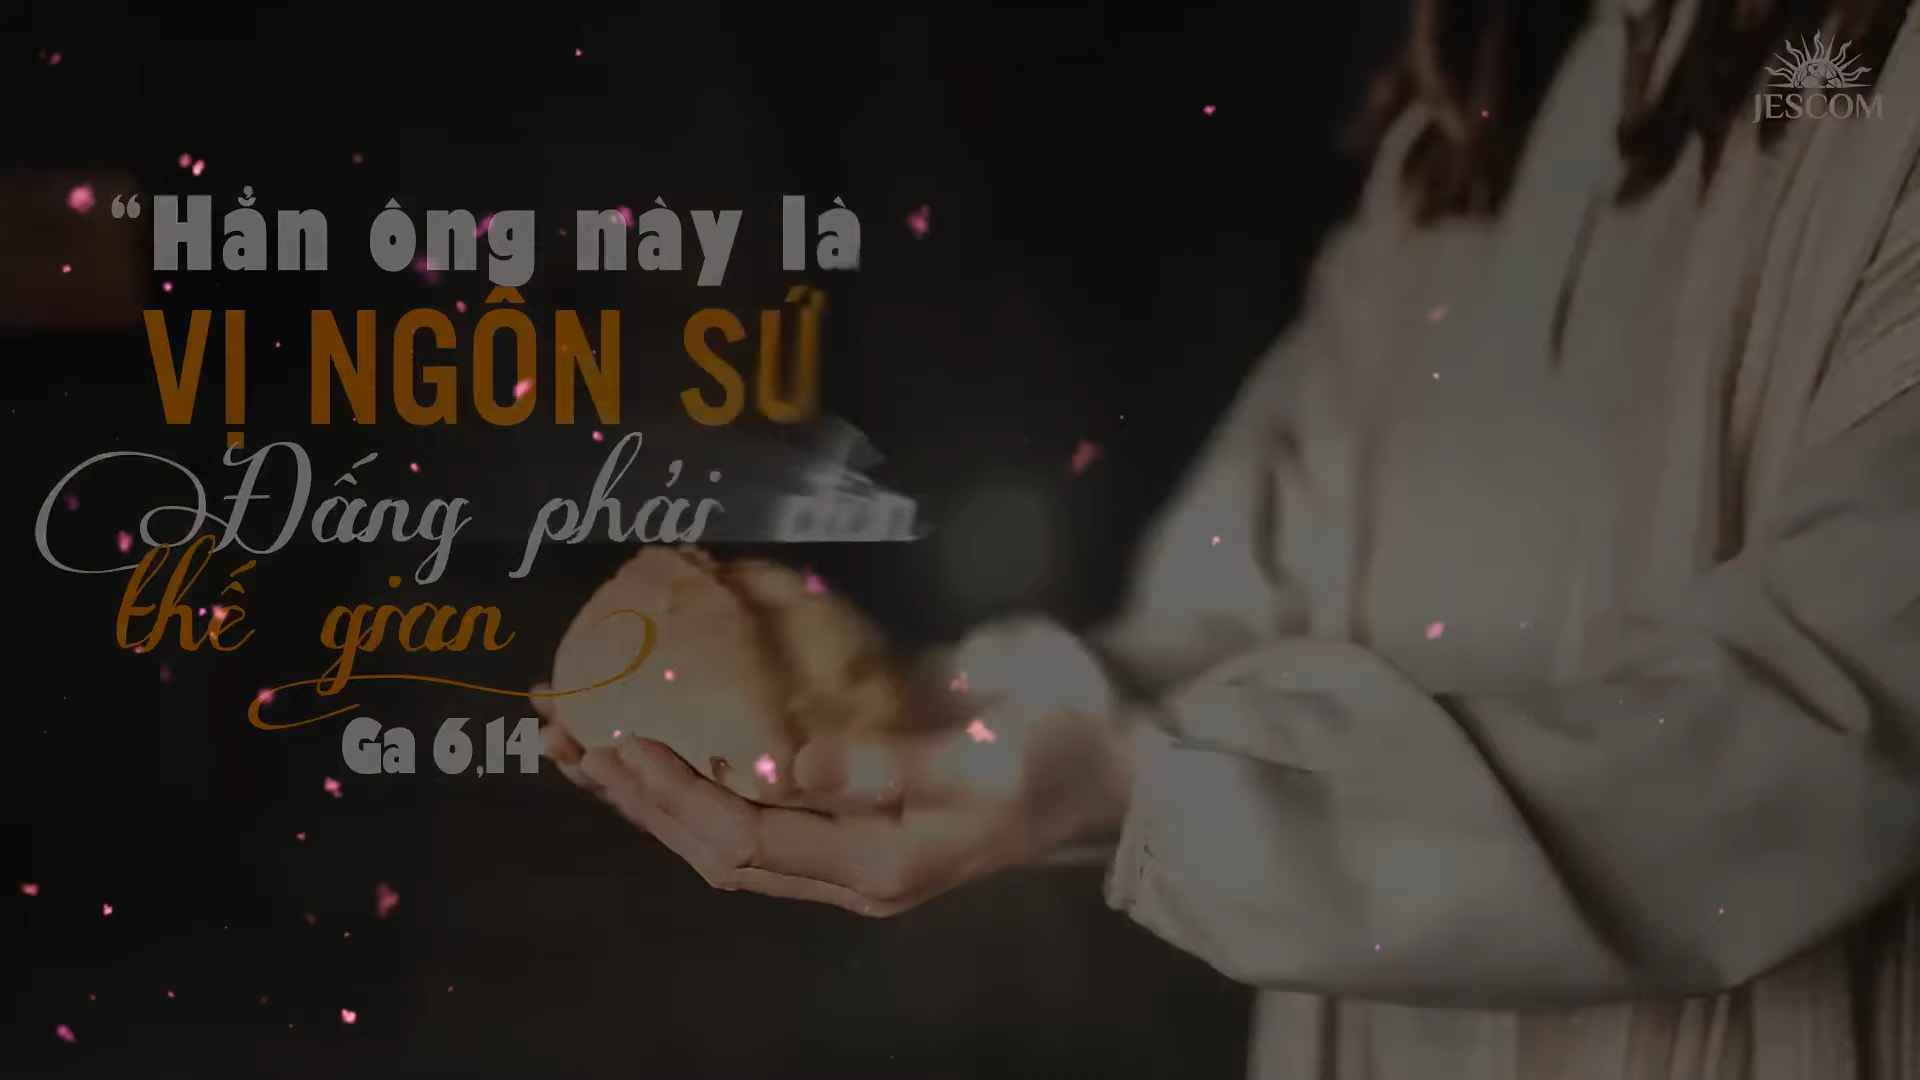 “Hẳn ông này là
VỊ NGÔN SỨ
Đấng phải
thế gian
Ga 6,14
JESCOM